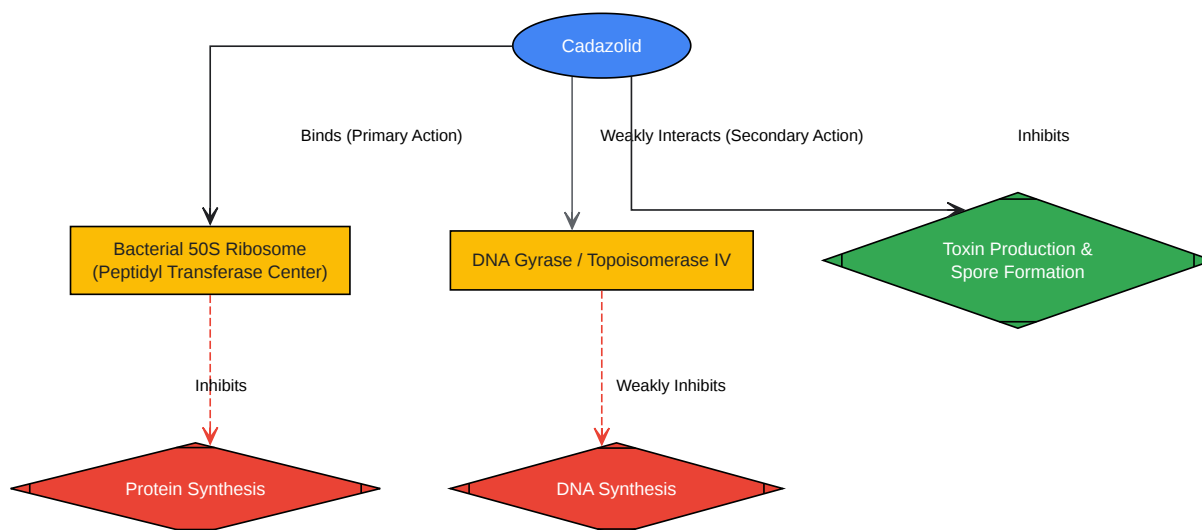 Cadazolid
Binds (Primary Action)
Weakly Interacts (Secondary Action)
Inhibits
Bacterial 50S Ribosome
(Peptidyl Transferase Center)
DNA Gyrase / Topoisomerase IV
Toxin Production &
Spore Formation
Inhibits
Weakly Inhibits
Protein Synthesis
DNA Synthesis